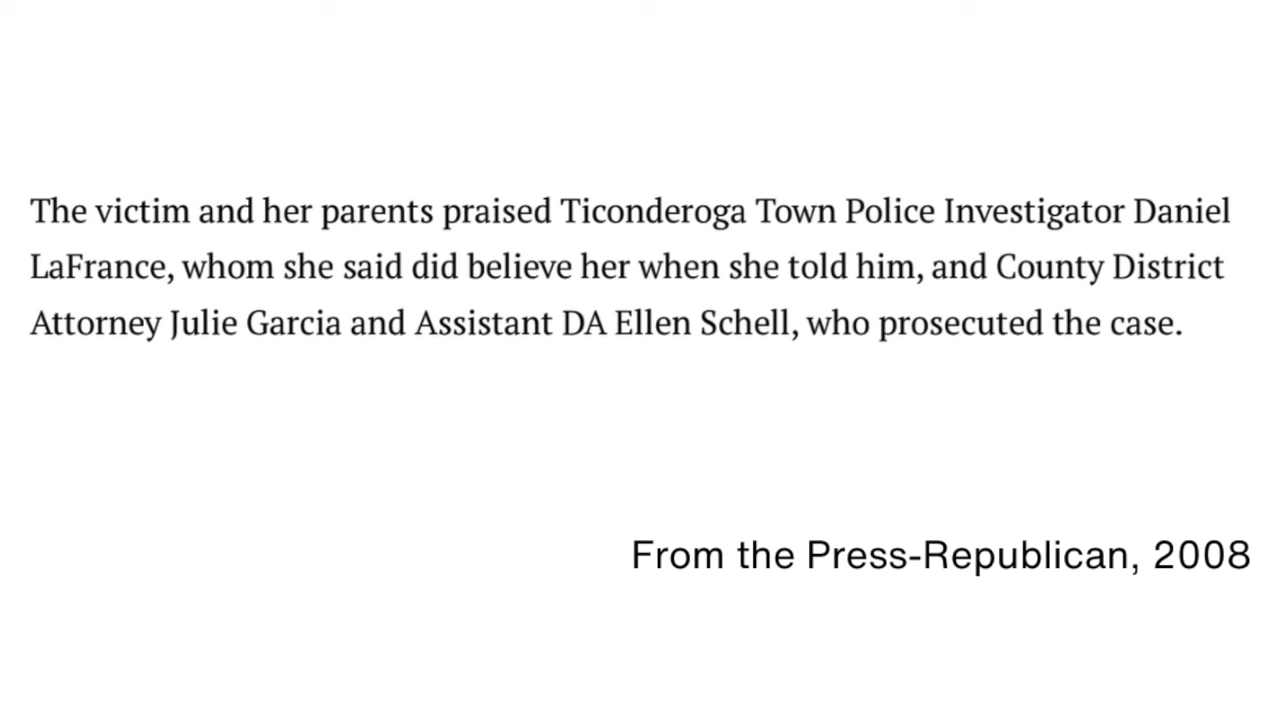 The victim and her parents praised Ticonderoga Town Police Investigator Daniel
LaFrance, whom she said did believe her when she told him, and County District
Attorney Julie Garcia and Assistant DA Ellen Schell, who prosecuted the case.
From the Press-Republican, 2008